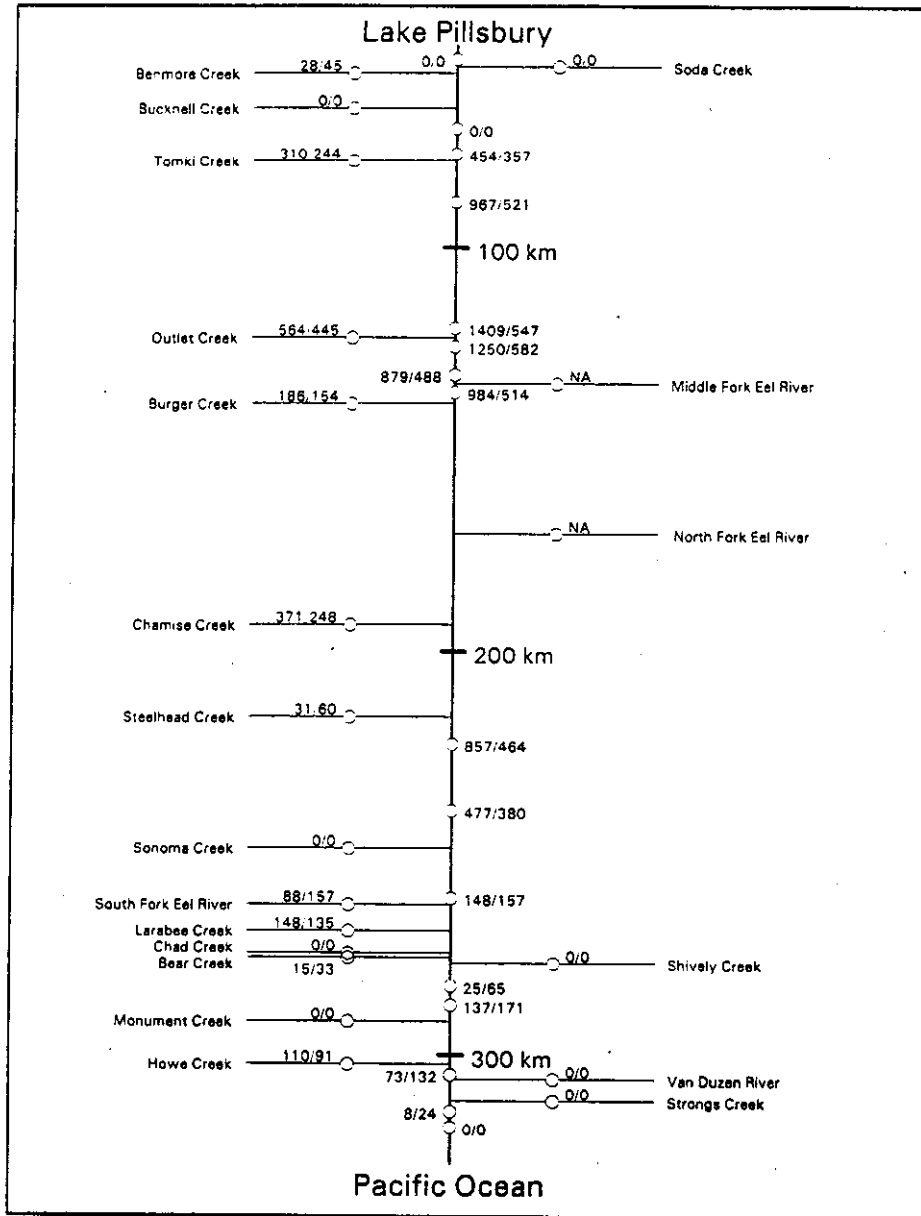 Lake Pillsbury
Benmore Creek 28/45 0/0 0/0 Soda Creek
Bucknell Creek 0/0
0/0
Tomki Creek 310/244 454/357
967/521
100 km
1409/547
Outlet Creek 564/445
1250/582
879/488 NA Middle Fork Eel River
Burger Creek 186/154 984/514
NA North Fork Eel River
Chamise Creek 371/248
200 km
Steelhead Creek 31/60
857/464
477/380
Sonoma Creek 0/0
South Fork Eel River 88/157 148/157
Larabee Creek 148/135
Chad Creek 0/0
Bear Creek 15/33 0/0 Shively Creek
25/65
137/171
Monument Creek 0/0
300 km
Howe Creek 110/91
73/132 0/0 Van Duzen River
0/0 Strongs Creek
8/24
0/0
Pacific Ocean